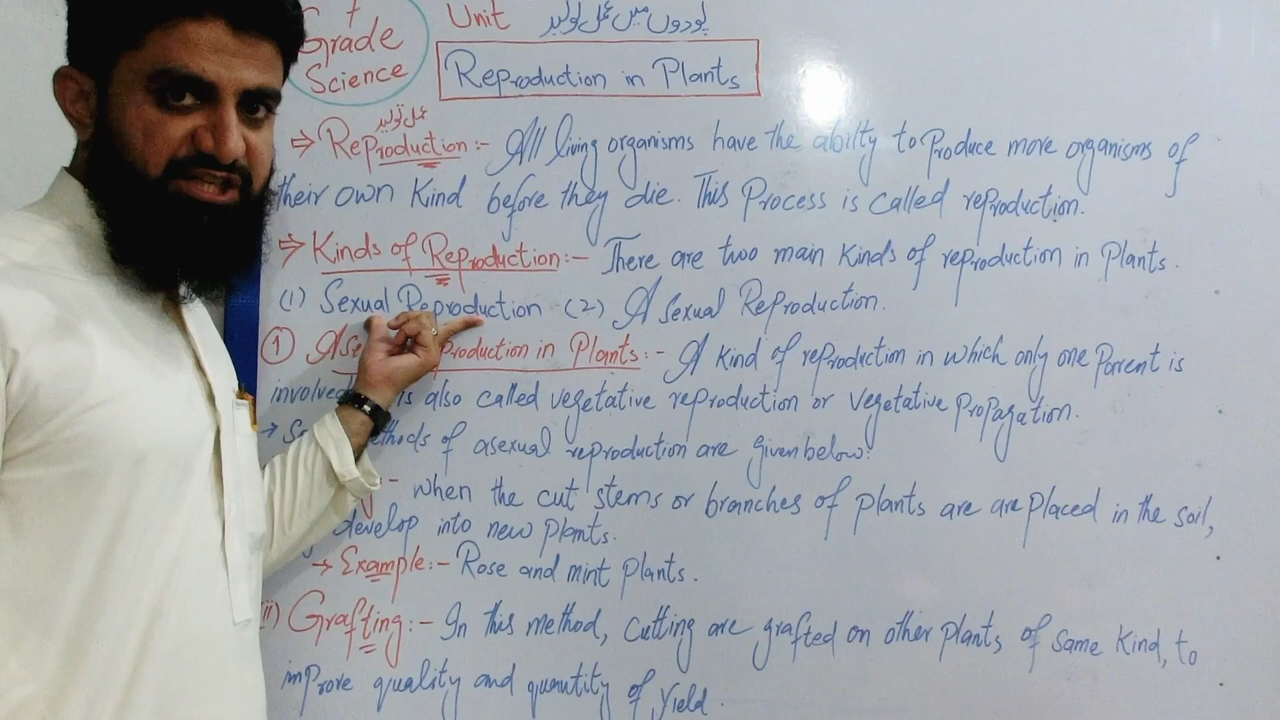 Grade
Science
Unit پودوں میں عمل تولید
Reproduction in Plants
عمل تولید
⇒ Reproduction:- All living organisms have the abilty to Produce more organisms of
their own Kind before they die. This Process is called reproduction.
⇒ Kinds of Reproduction:- There are two main Kinds of reproduction in Plants.
(1) Sexual Reproduction (2) A Sexual Reproduction.
① Production in Plants:- A Kind of reproduction in which only one Parent is
involved is also called vegetative reproduction or Vegetative Propagation.
→ of asexual reproduction are given below:
:- when the cut stems or branches of plants are are placed in the soil,
develop into new plants.
→ Example:- Rose and mint Plants.
ii) Grafting:- In this method, Cutting are grafted on other plants of same Kind, to
improve quality and quantity of Yield.